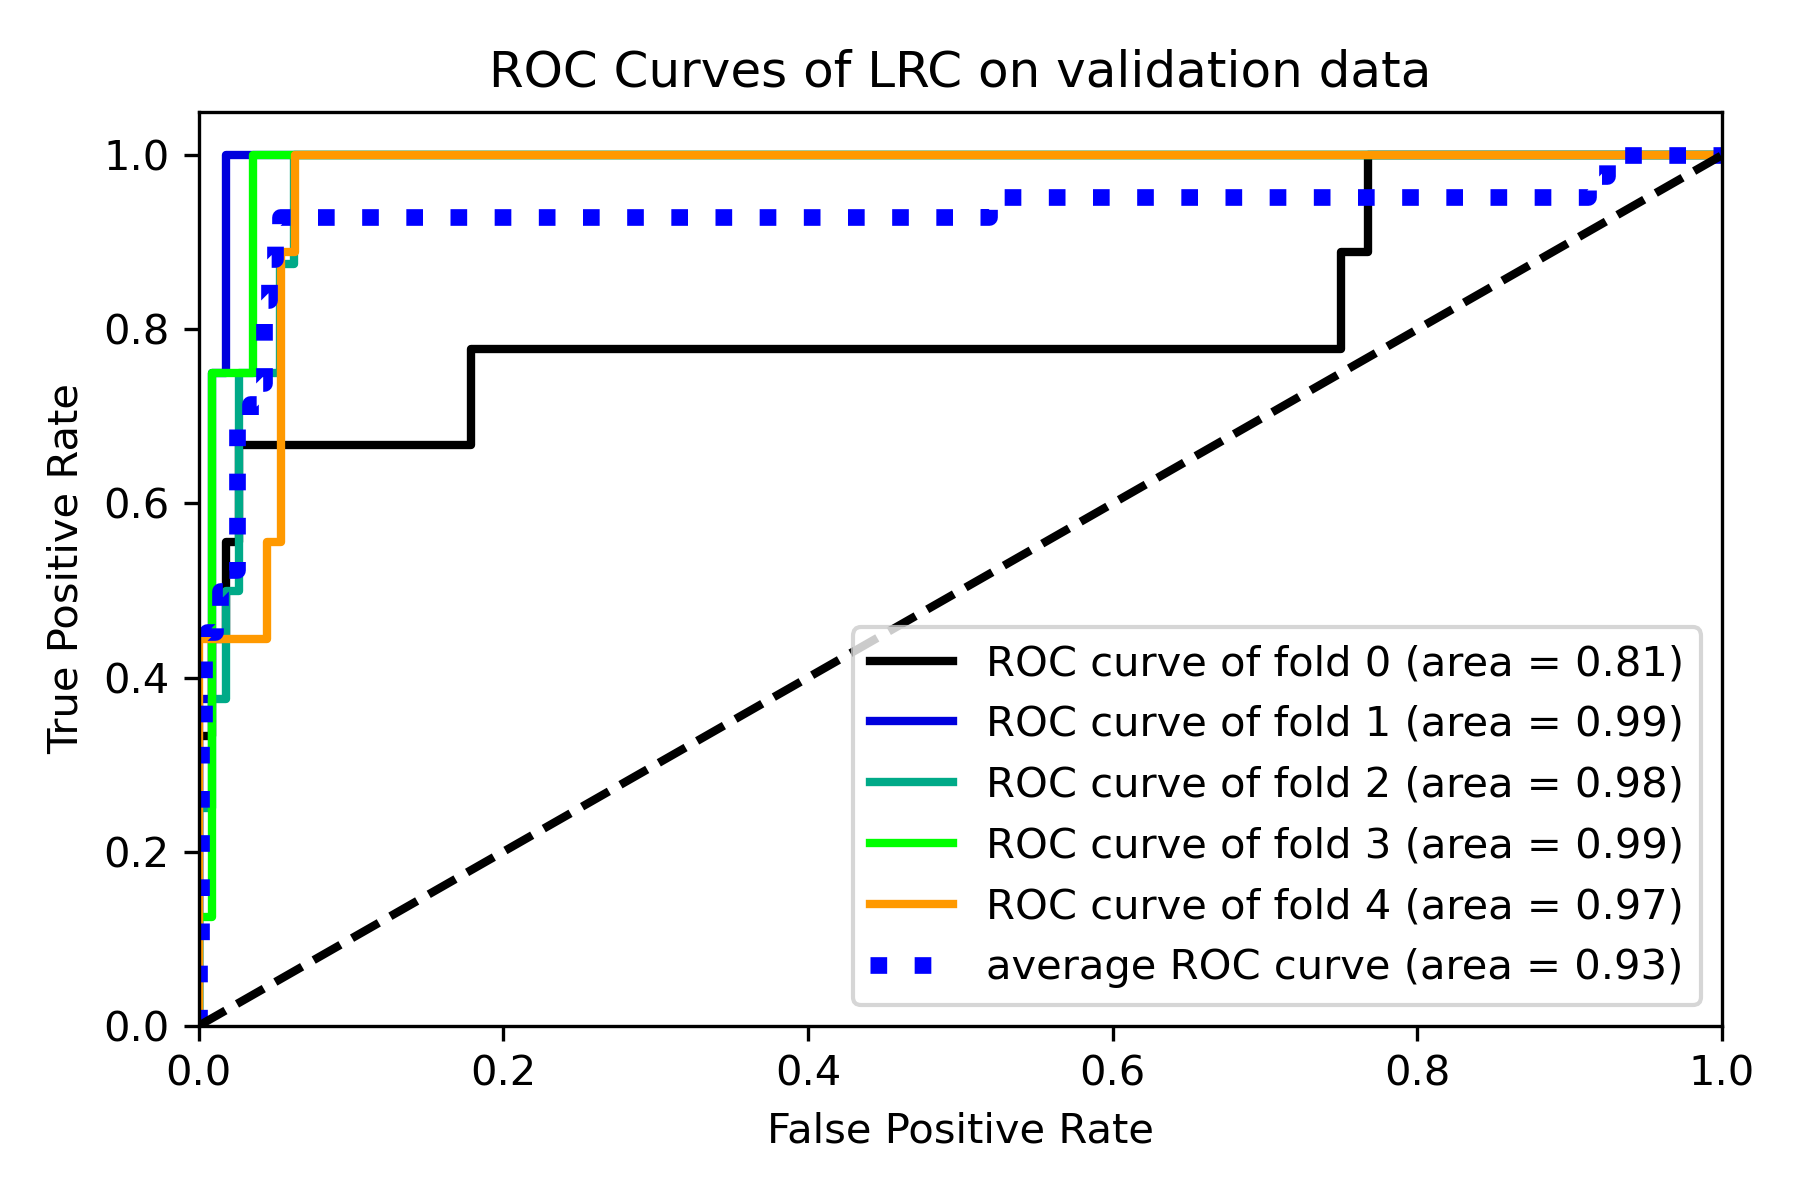 ROC Curves of LRC on validation data
1.0
0.8
0.6
0.4
0.2
0.0
True Positive Rate
ROC curve of fold 0 (area = 0.81)
ROC curve of fold 1 (area = 0.99)
ROC curve of fold 2 (area = 0.98)
ROC curve of fold 3 (area = 0.99)
ROC curve of fold 4 (area = 0.97)
average ROC curve (area = 0.93)
0.0 0.2 0.4 0.6 0.8 1.0
False Positive Rate